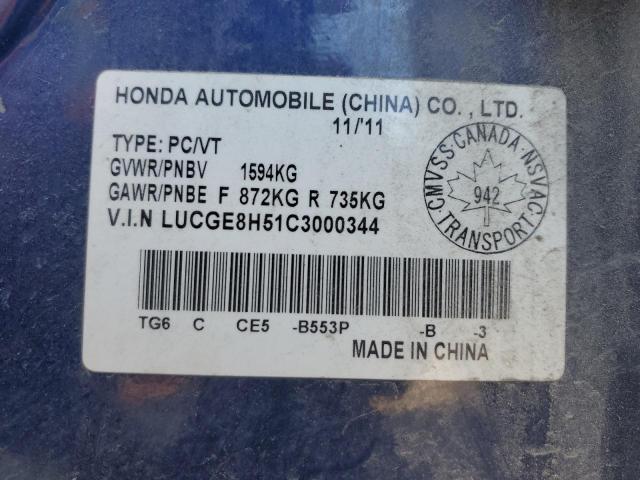 HONDA AUTOMOBILE (CHINA) CO., LTD.
11/'11
TYPE: PC/VT
GVWR/PNBV 1594KG
GAWR/PNBE F 872KG R 735KG
V.I.N LUCGE8H51C3000344
CMVSS·CANADA·NSVAC
942
·TRANSPORT·
TG6 C CE5 -B553P -B -3
MADE IN CHINA